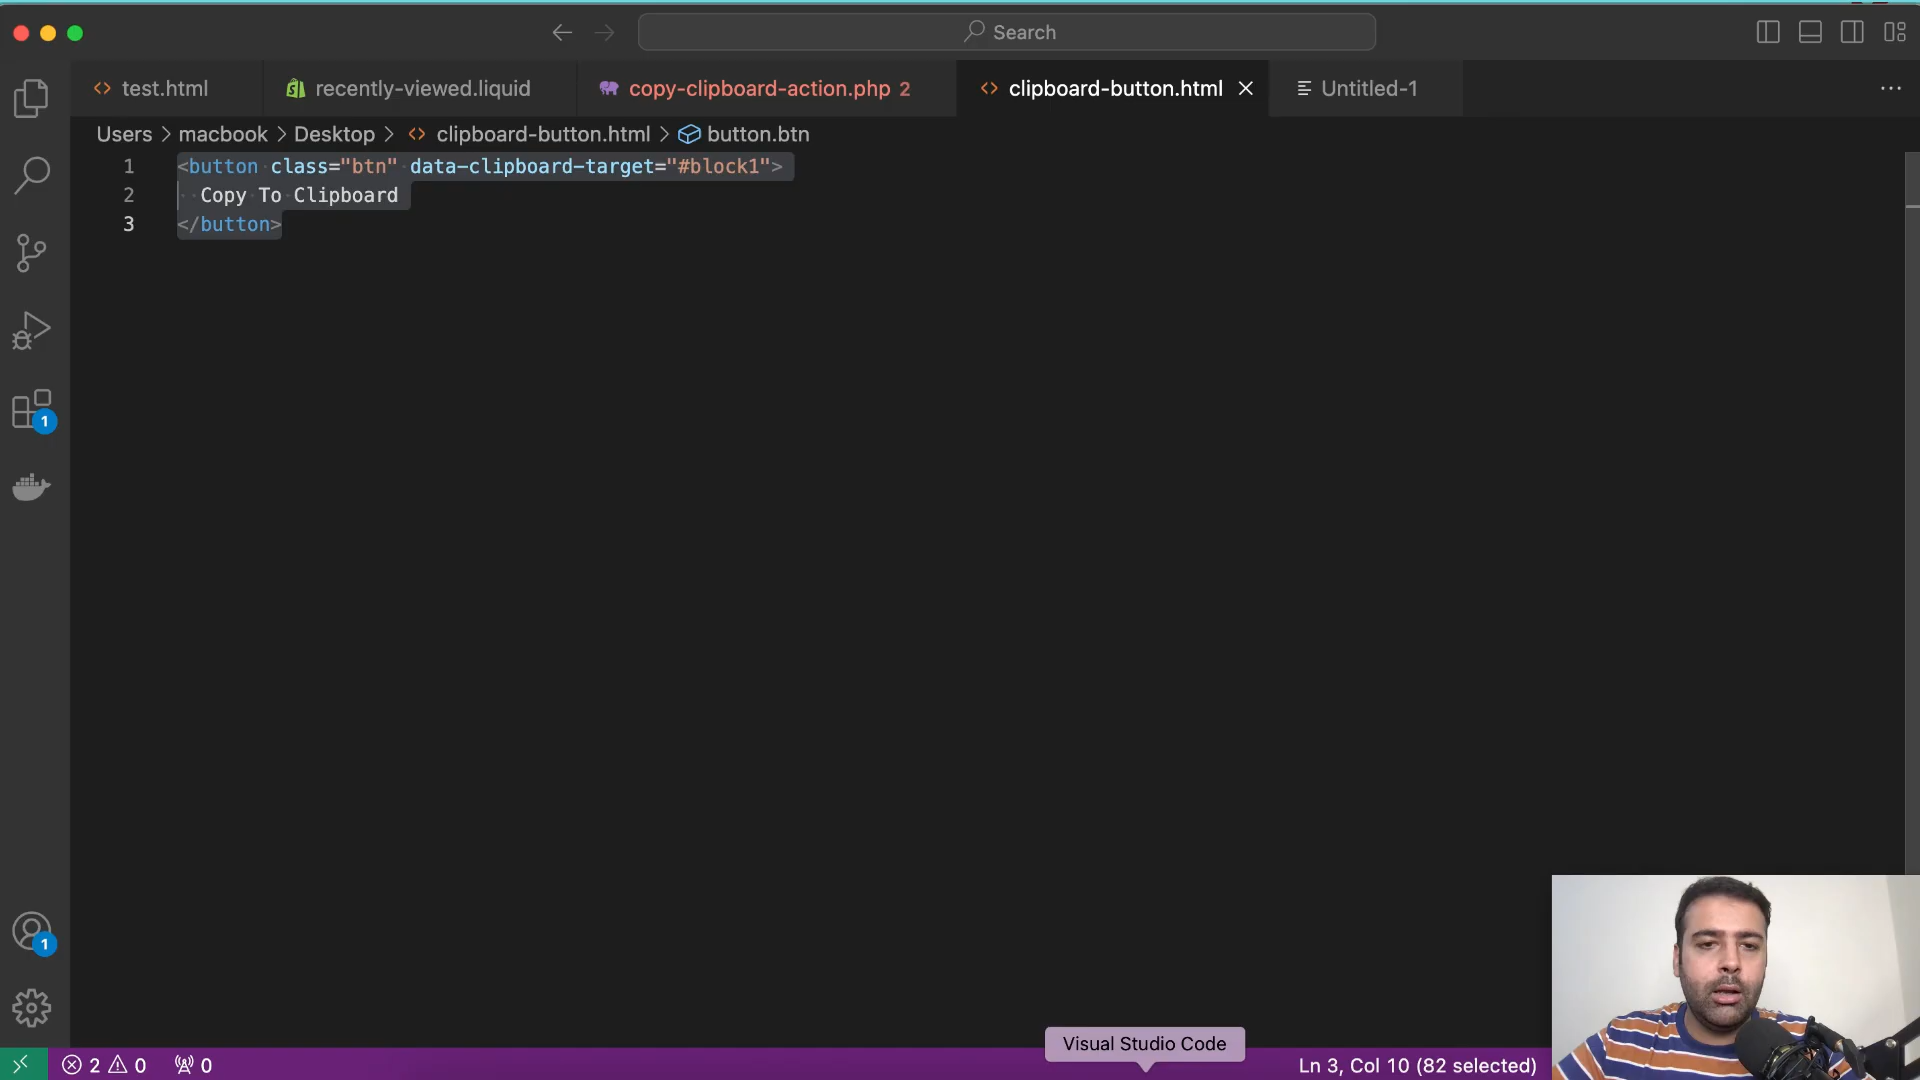 Search
test.html
recently-viewed.liquid
copy-clipboard-action.php 2
clipboard-button.html
Untitled-1
Users > macbook > Desktop > clipboard-button.html > button.btn
1 <button class="btn" data-clipboard-target="#block1">
2 Copy To Clipboard
3 </button>
1
1
Visual Studio Code
2 0 0
Ln 3, Col 10 (82 selected)